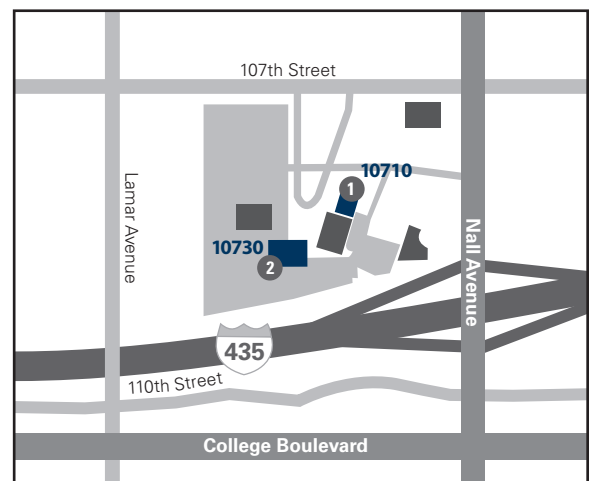 107th Street
10710
1
Lamar Avenue
Nall Avenue
10730
2
435
110th Street
College Boulevard